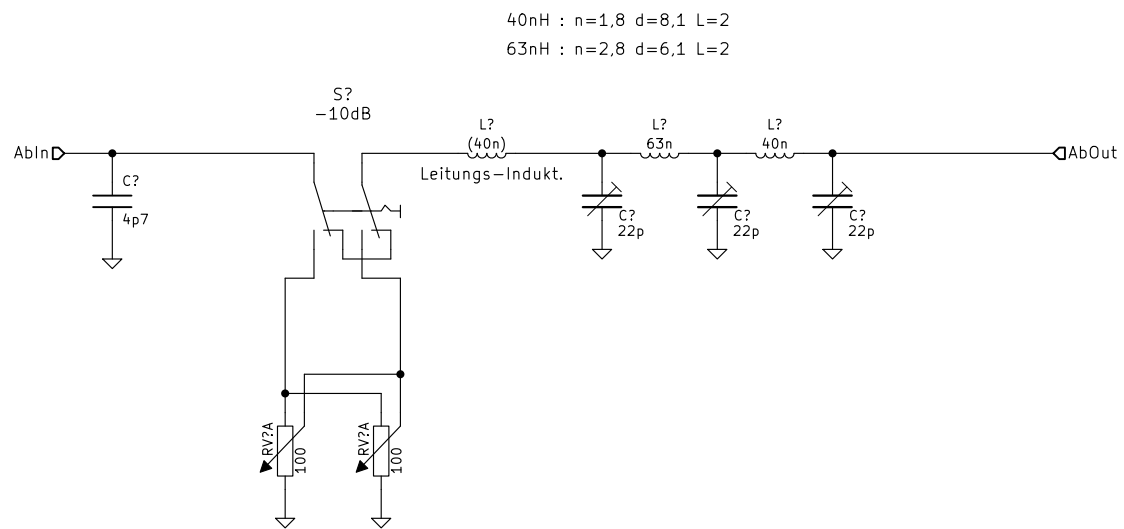 40nH : n=1,8 d=8,1 L=2
63nH : n=2,8 d=6,1 L=2
S?
-10dB
AbIn
L?
(40n)
L?
63n
L?
40n
AbOut
Leitungs-Indukt.
C?
4p7
C?
22p
C?
22p
C?
22p
RV?A
100
RV?A
100